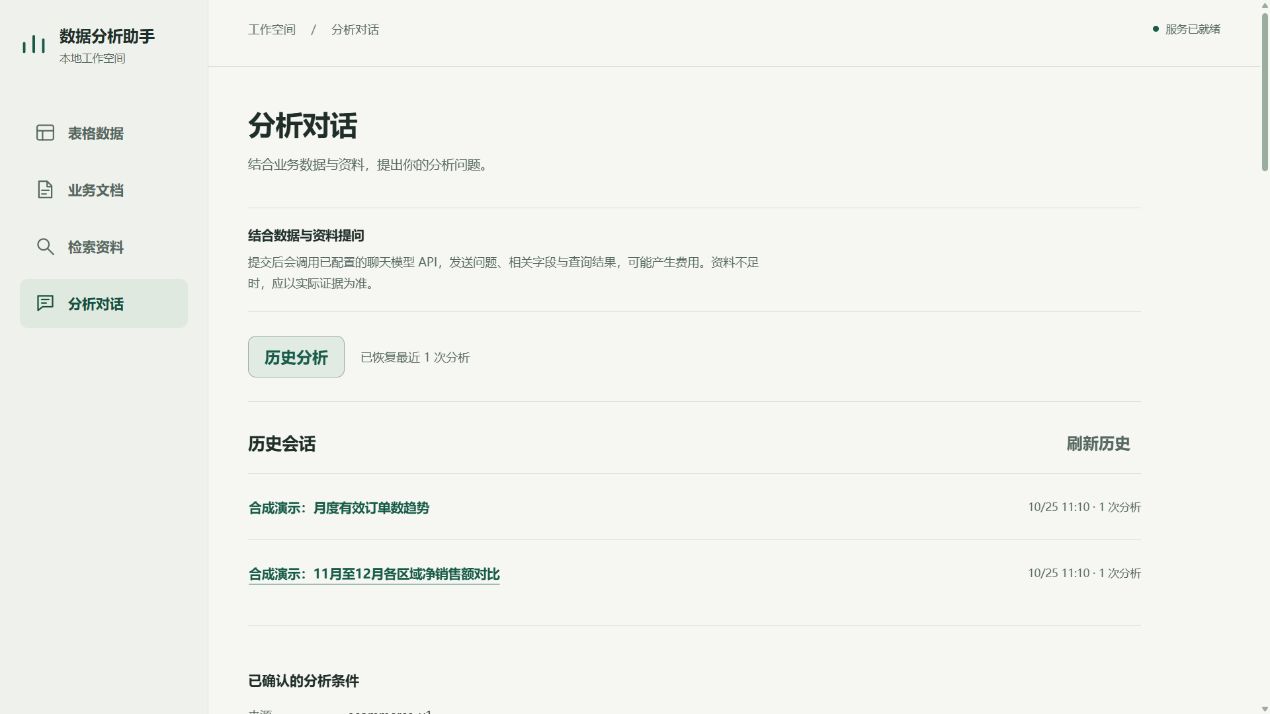 数据分析助手
本地工作空间
表格数据
业务文档
检索资料
分析对话
工作空间 / 分析对话
服务已就绪
分析对话
结合业务数据与资料，提出你的分析问题。
结合数据与资料提问
提交后会调用已配置的聊天模型 API，发送问题、相关字段与查询结果，可能产生费用。资料不足
时，应以实际证据为准。
历史分析 已恢复最近 1 次分析
历史会话 刷新历史
合成演示：月度有效订单数趋势 10/25 11:10 · 1 次分析
合成演示：11月至12月各区域净销售额对比 10/25 11:10 · 1 次分析
已确认的分析条件